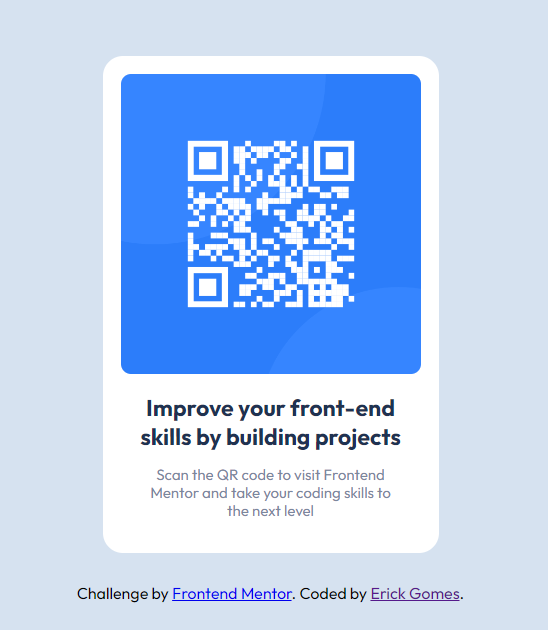 Improve your front-end
skills by building projects
Scan the QR code to visit Frontend
Mentor and take your coding skills to
the next level
Challenge by Frontend Mentor. Coded by Erick Gomes.